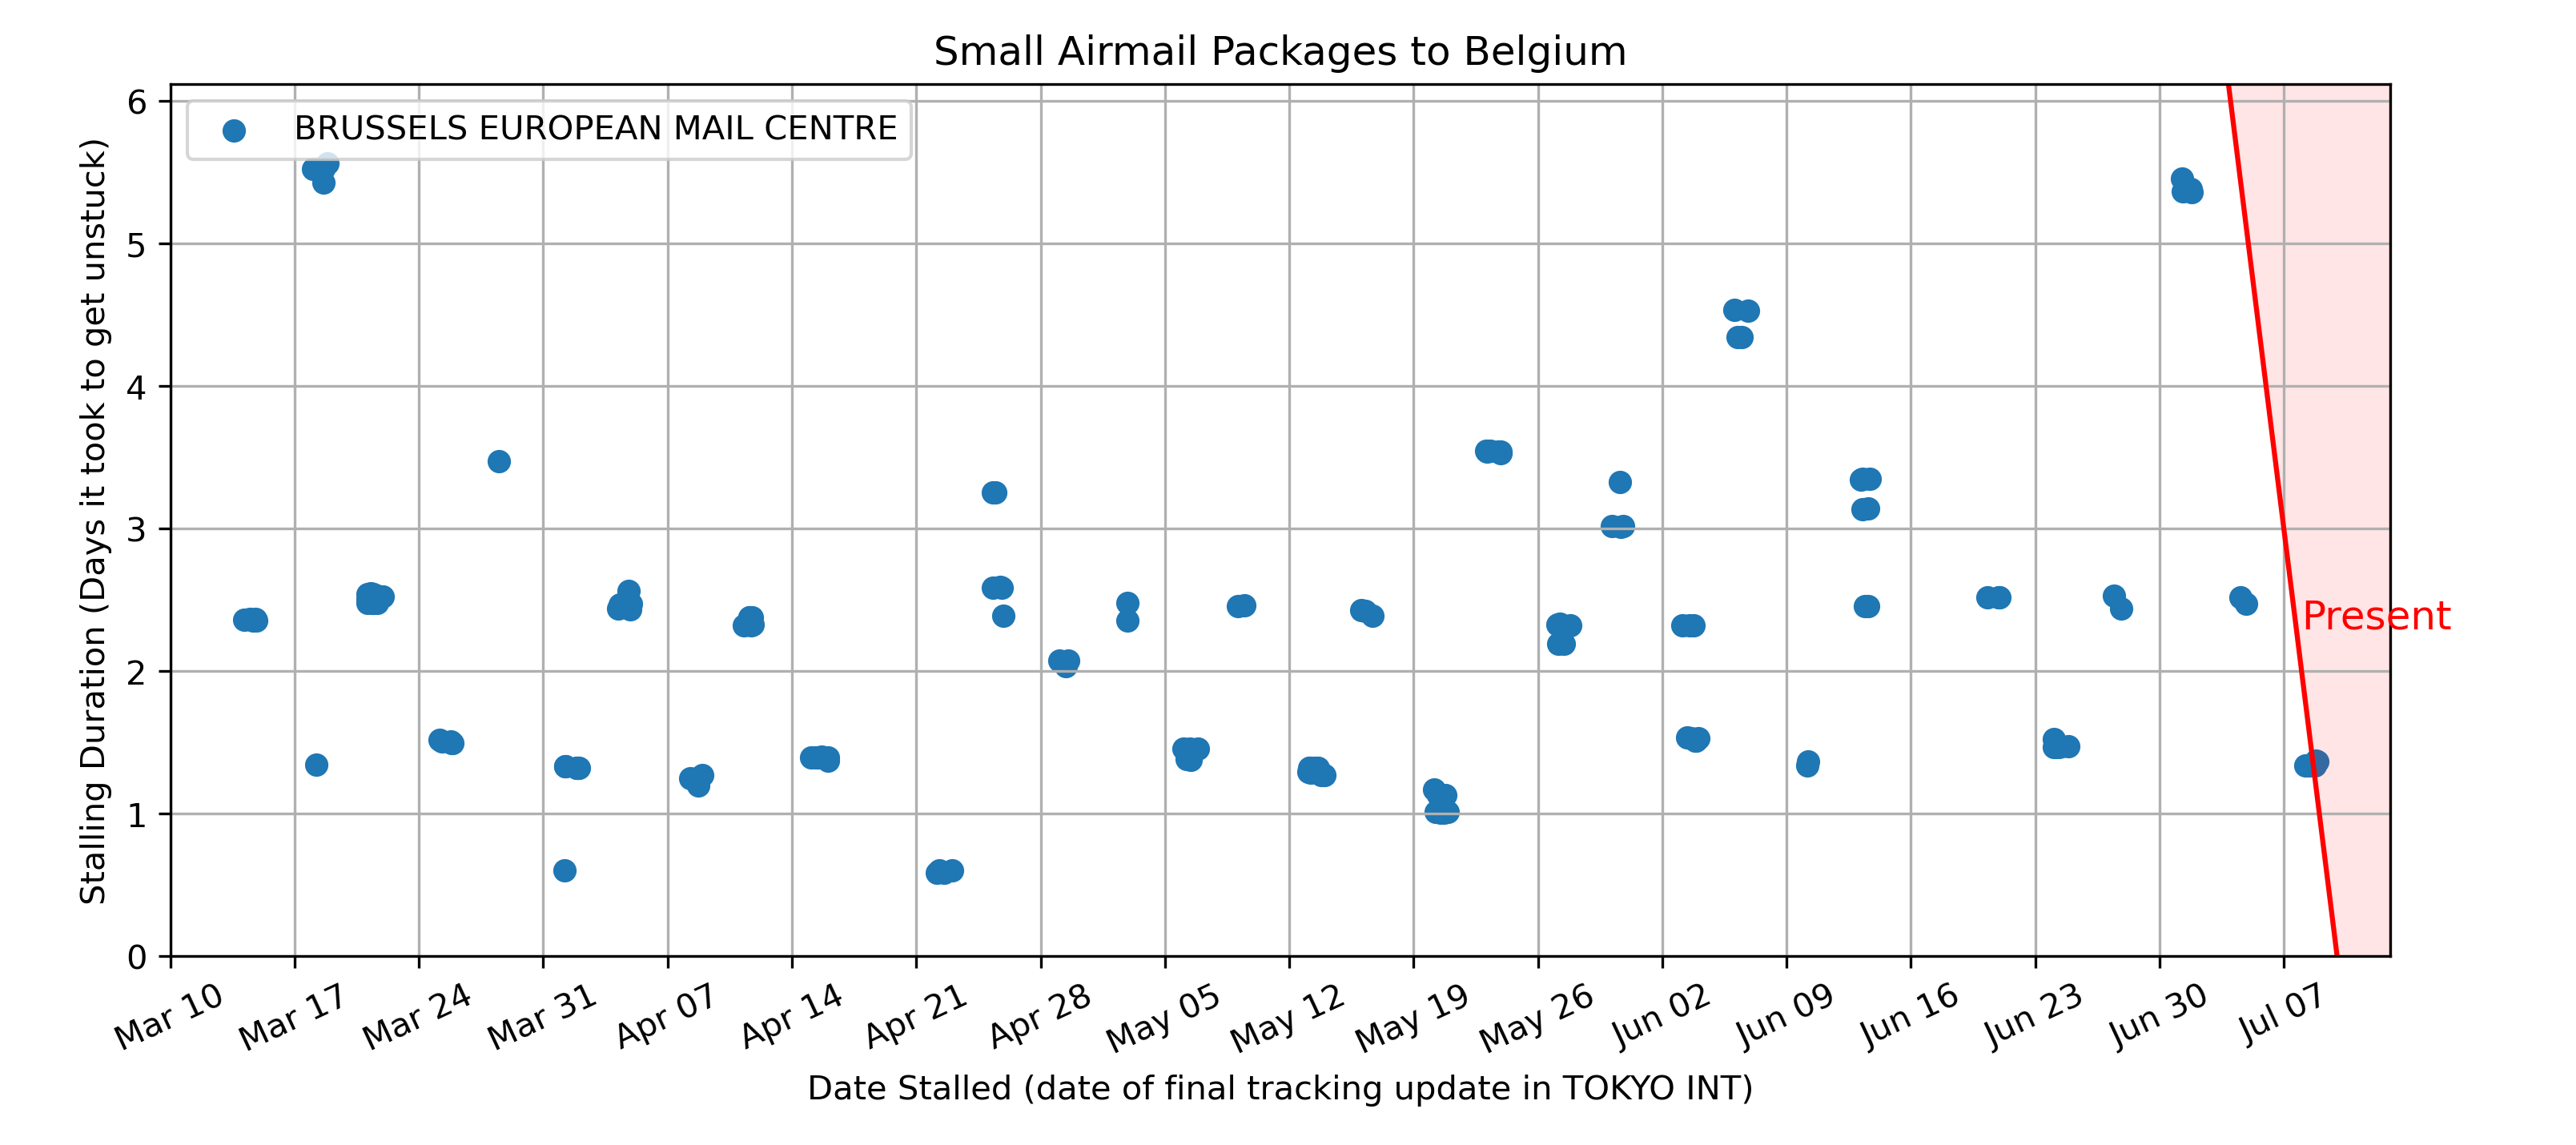 Small Airmail Packages to Belgium
BRUSSELS EUROPEAN MAIL CENTRE
Stalling Duration (Days it took to get unstuck)
6
5
4
3
2
1
0
Present
Mar 10 Mar 17 Mar 24 Mar 31 Apr 07 Apr 14 Apr 21 Apr 28 May 05 May 12 May 19 May 26 Jun 02 Jun 09 Jun 16 Jun 23 Jun 30 Jul 07
Date Stalled (date of final tracking update in TOKYO INT)